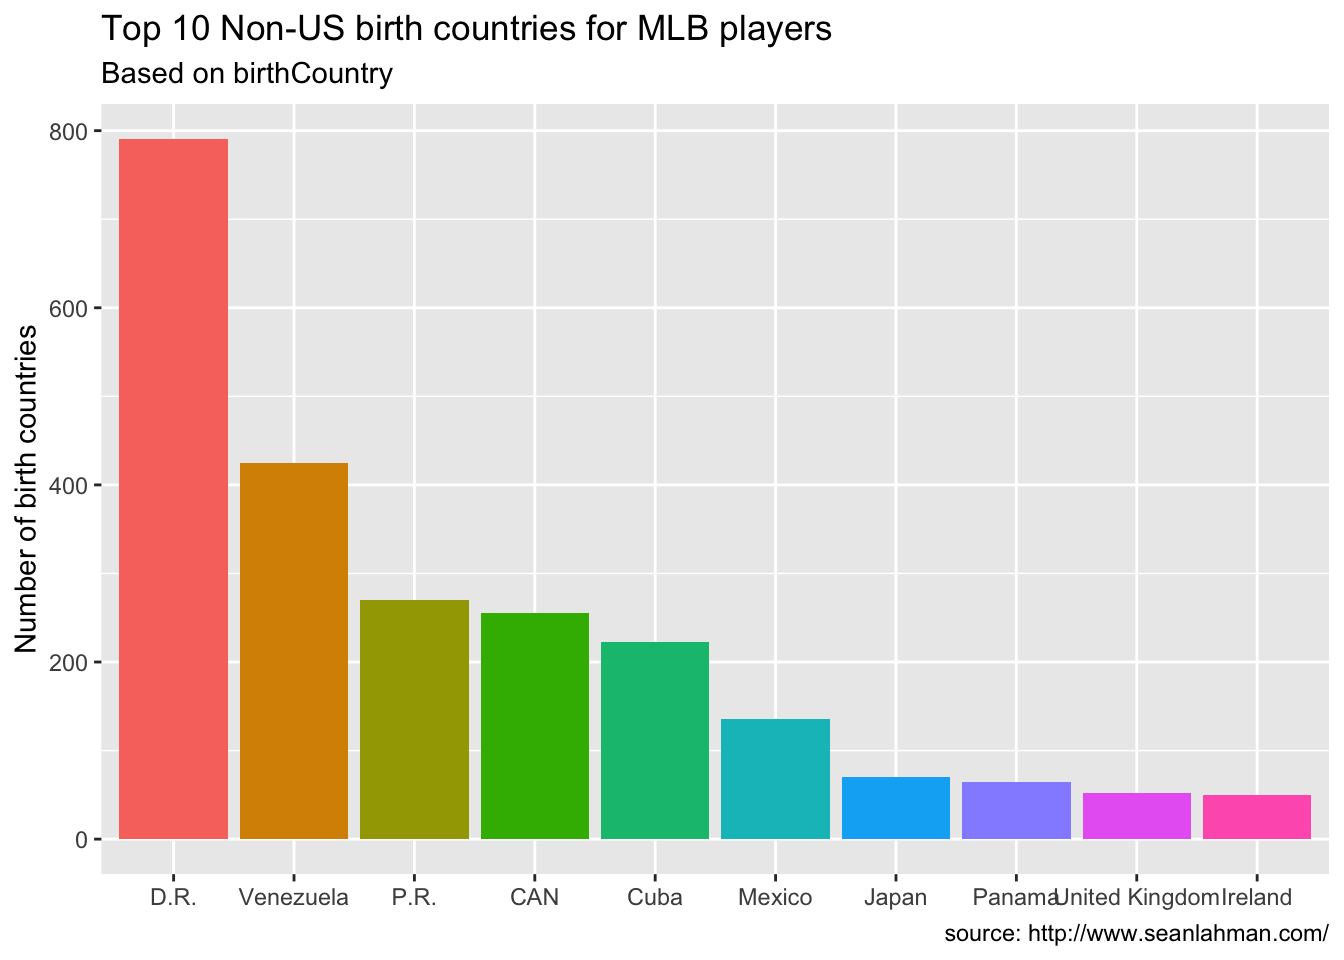 Top 10 Non-US birth countries for MLB players
Based on birthCountry
Number of birth countries
800
600
400
200
0
D.R. Venezuela P.R. CAN Cuba Mexico Japan Panama United Kingdom Ireland
source: http://www.seanlahman.com/